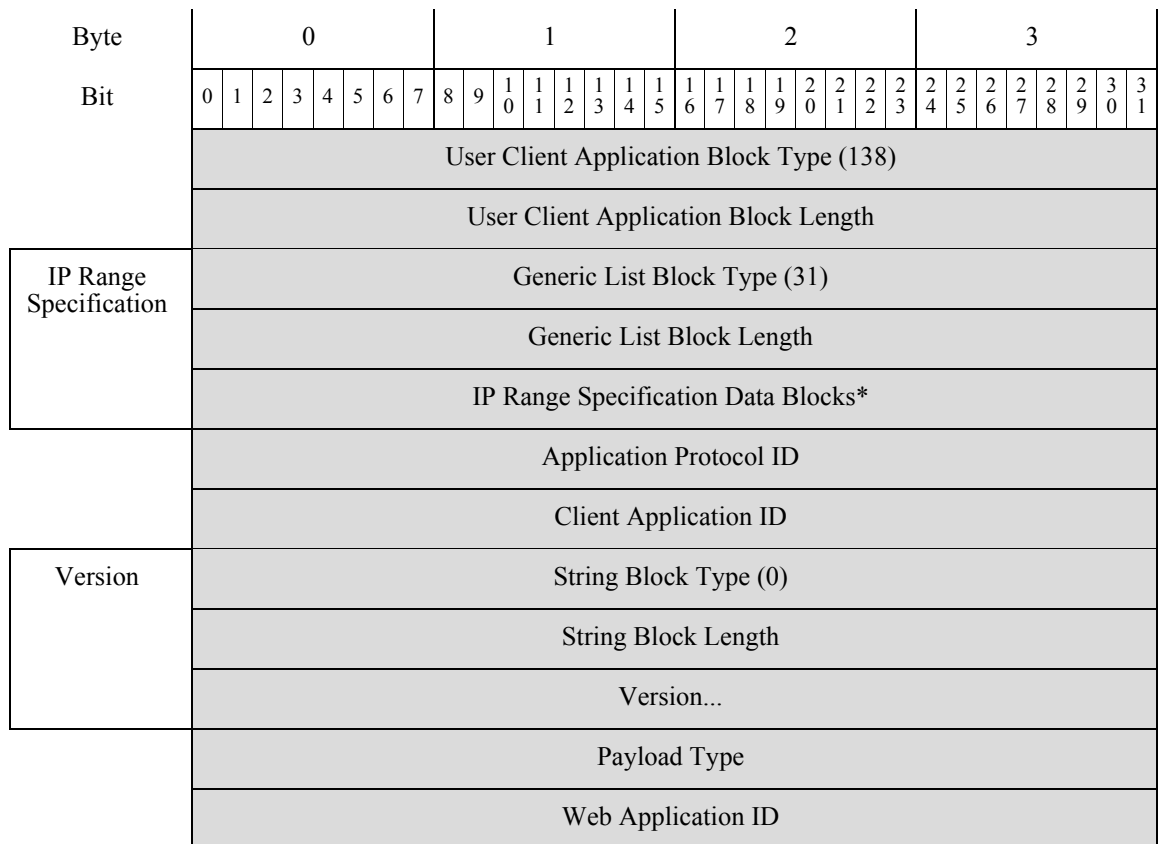 Byte 0 1 2 3
Bit 0 1 2 3 4 5 6 7 8 9 10 11 12 13 14 15 16 17 18 19 20 21 22 23 24 25 26 27 28 29 30 31
User Client Application Block Type (138)
User Client Application Block Length
IP Range
Specification
Generic List Block Type (31)
Generic List Block Length
IP Range Specification Data Blocks*
Application Protocol ID
Client Application ID
Version
String Block Type (0)
String Block Length
Version...
Payload Type
Web Application ID